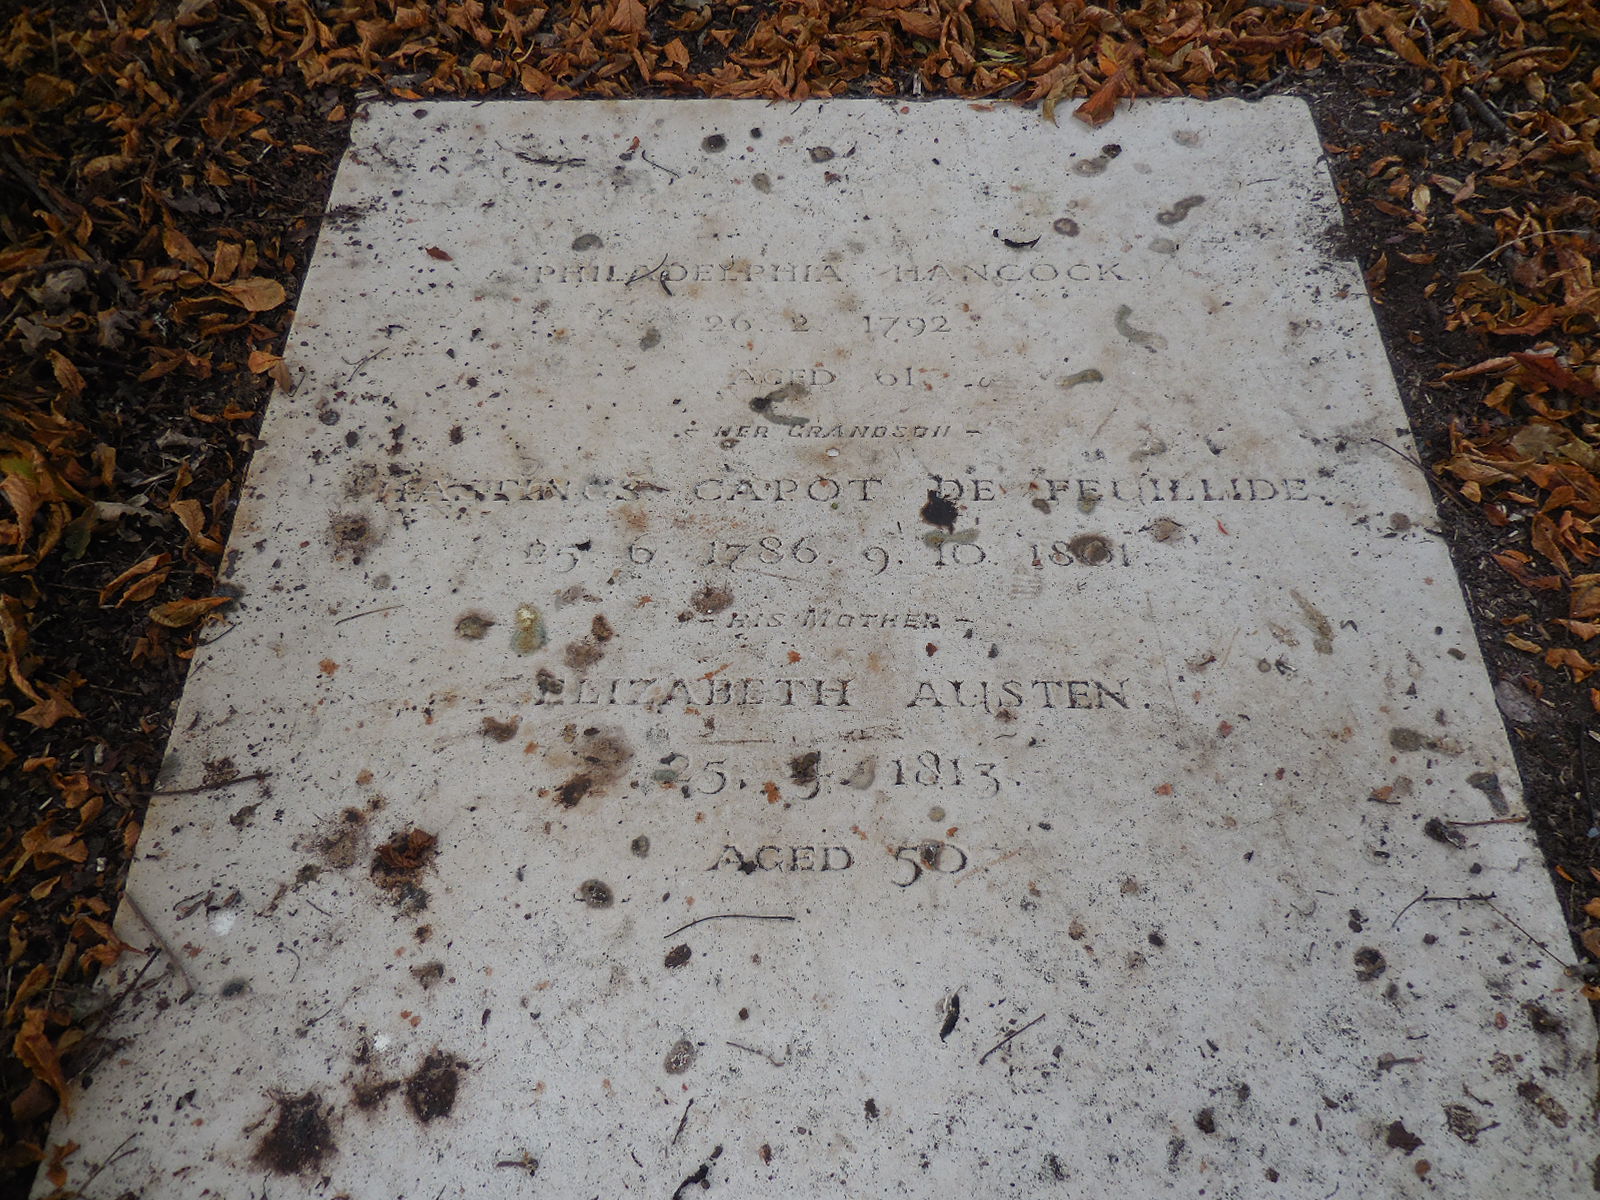 PHILADELPHIA HANCOCK
26. 2. 1792
AGED 61.
- HER GRANDSON -
HASTINGS CAPOT DE FEUILLIDE.
25. 6. 1786. 9. 10. 1801.
- HIS MOTHER -
ELIZABETH AUSTEN.
25. 1813.
AGED 50.